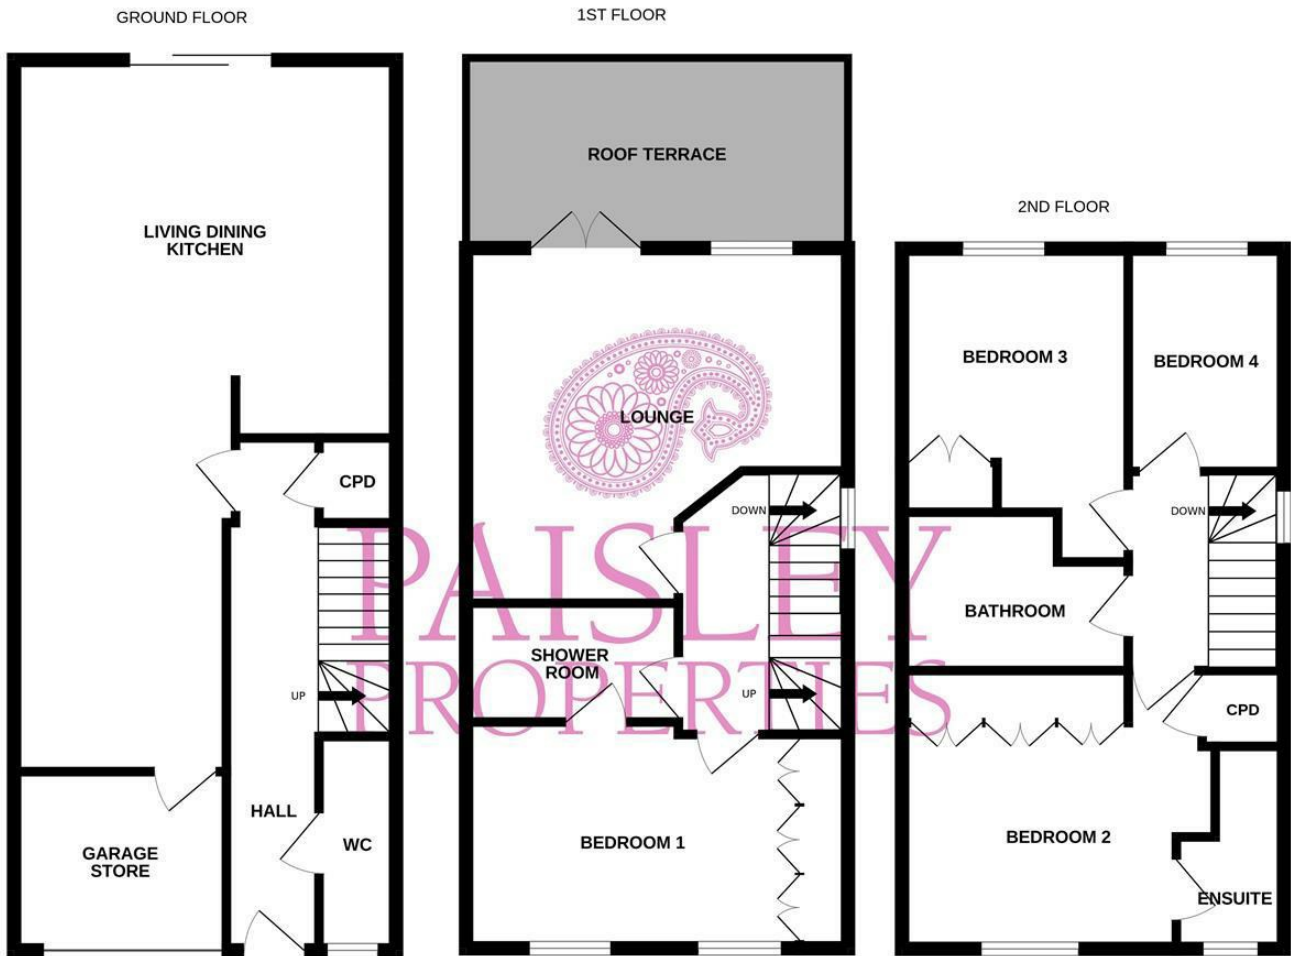 GROUND FLOOR
LIVING DINING
KITCHEN
CPD
UP
HALL
WC
GARAGE
STORE
1ST FLOOR
ROOF TERRACE
LOUNGE
DOWN
SHOWER
ROOM
UP
BEDROOM 1
2ND FLOOR
BEDROOM 3
BEDROOM 4
DOWN
BATHROOM
CPD
BEDROOM 2
ENSUITE
PAISLEY
PROPERTIES